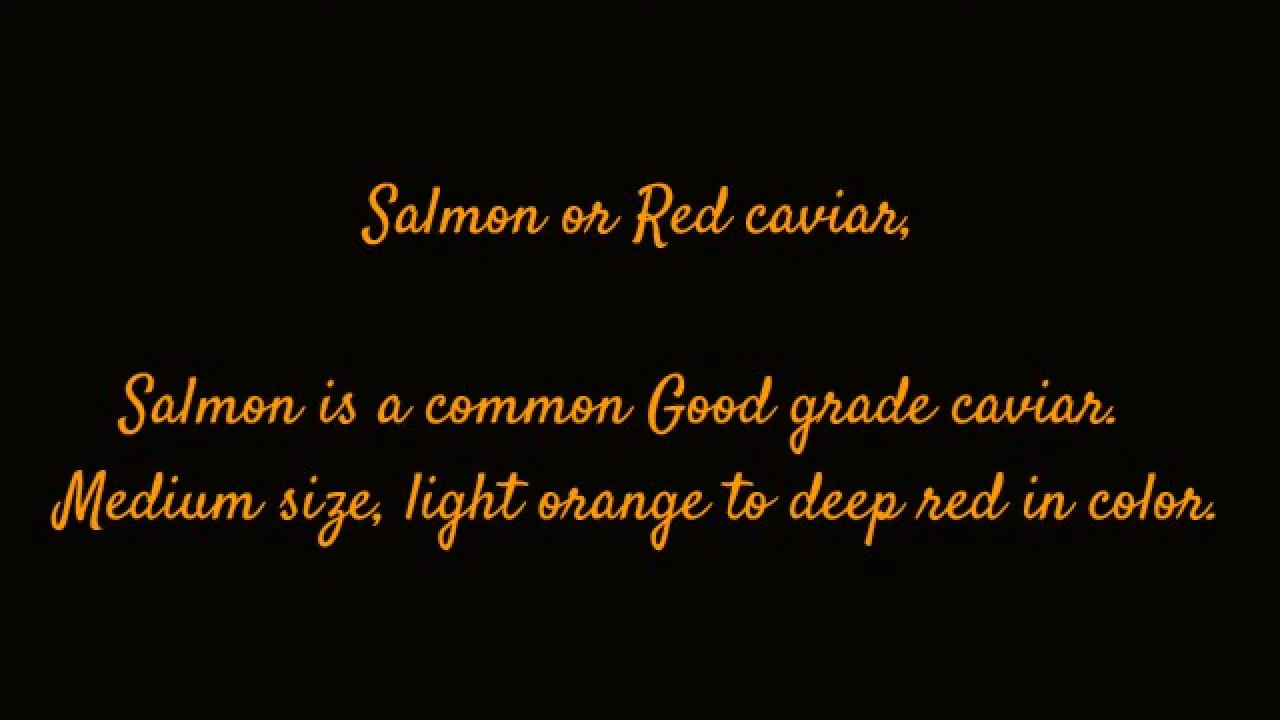 Salmon or Red caviar,
Salmon is a common Good grade caviar.
Medium size, light orange to deep red in color.